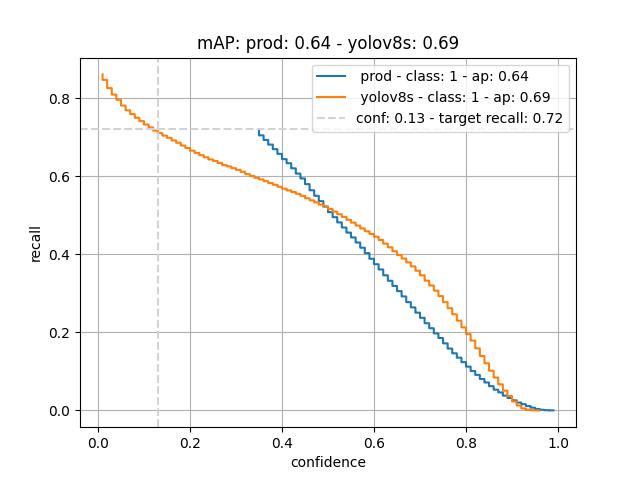 mAP: prod: 0.64 - yolov8s: 0.69
prod - class: 1 - ap: 0.64
yolov8s - class: 1 - ap: 0.69
conf: 0.13 - target recall: 0.72
recall
0.8
0.6
0.4
0.2
0.0
0.0 0.2 0.4 0.6 0.8 1.0
confidence